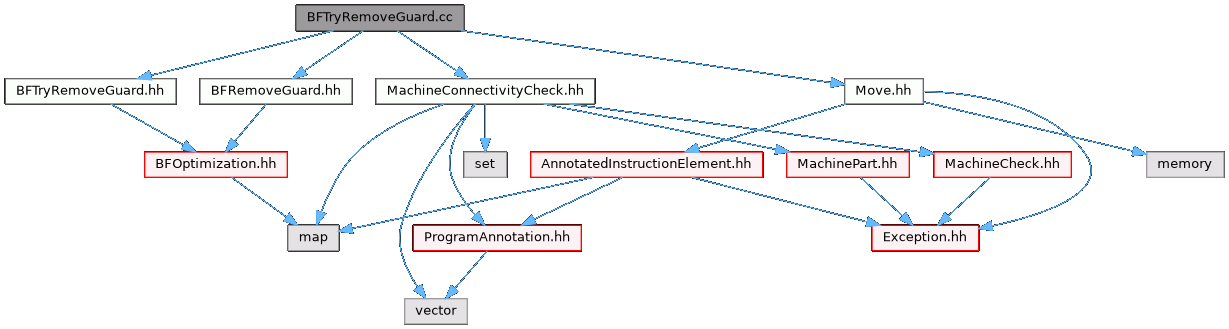 BFTryRemoveGuard.cc
BFTryRemoveGuard.hh
BFRemoveGuard.hh
MachineConnectivityCheck.hh
Move.hh
BFOptimization.hh
set
AnnotatedInstructionElement.hh
MachinePart.hh
MachineCheck.hh
memory
map
ProgramAnnotation.hh
Exception.hh
vector